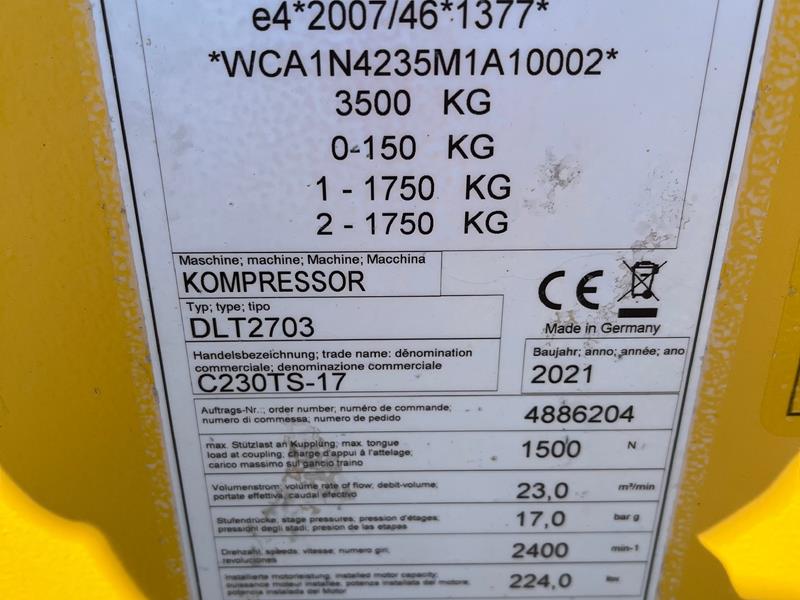 e4*2007/46*1377*
*WCA1N4235M1A10002*
3500 KG
0-150 KG
1 - 1750 KG
2 - 1750 KG
Maschine; machine; Machine; Macchina
KOMPRESSOR
Typ; type; tipo
DLT2703
CE
Made in Germany
Handelsbezeichnung; trade name: dënomination
commerciale; denominazione commerciale
C230TS-17
Baujahr; anno; année; ano
2021
Auftrags-Nr.:; order number; numéro de commande;
numero di commessa; numero de pedido
4886204
max. Stützlast an Kupplung; max. tongue
load at coupling; charge d'appui à l'attelage;
carico massimo sul gancio traino
1500 N
Volumenstrom; volume rate of flow; debit-volume;
portate effettiva, caudal efectivo
23,0 m³/min
Stufendrücke, stage pressures, pression d'étages;
pressioni degli stadi; presion de las etapas
17,0 bar g
Drehzahl, speeds, vitesse; numero giri;
revoluciones
2400 min-1
Installierte motorleistung, installed motor capacity;
puissance moteur installée, potenza installata del motore,
potencia instalada del Motor
224,0